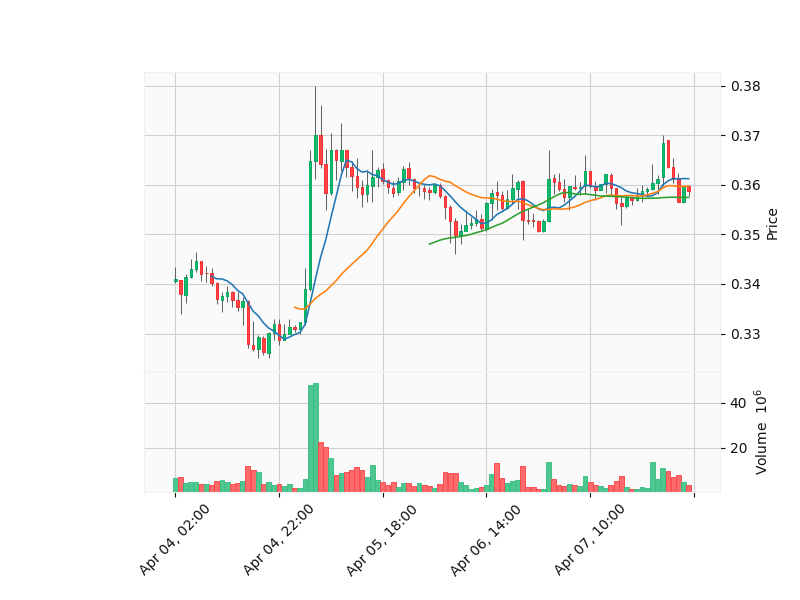 0.38
0.37
0.36
0.35
0.34
0.33
Price
40
20
Volume 10^6
Apr 04, 02:00
Apr 04, 22:00
Apr 05, 18:00
Apr 06, 14:00
Apr 07, 10:00